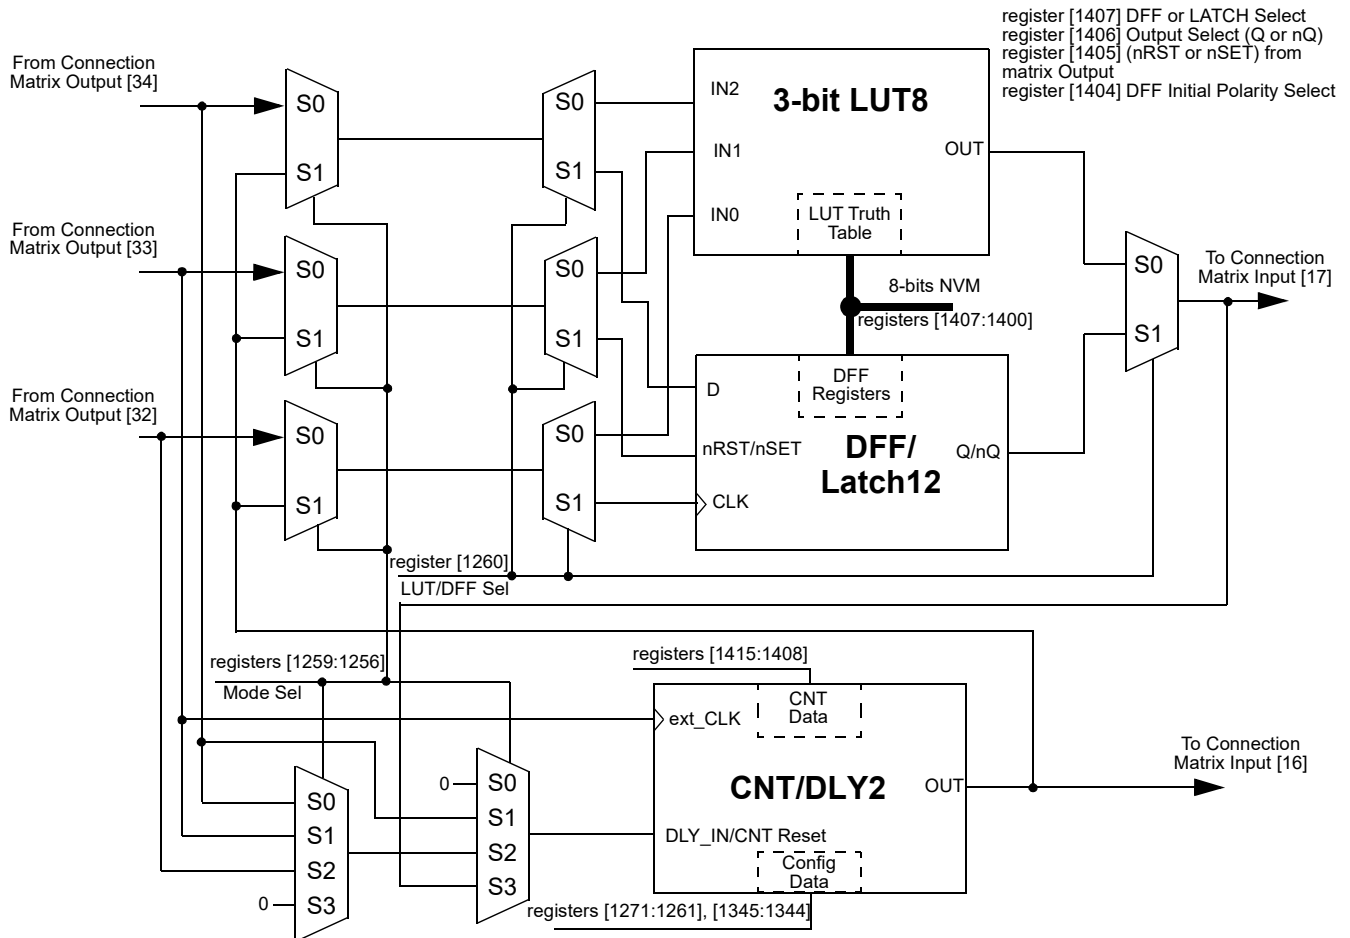 register [1407] DFF or LATCH Select
register [1406] Output Select (Q or nQ)
register [1405] (nRST or nSET) from
matrix Output
register [1404] DFF Initial Polarity Select
From Connection
Matrix Output [34]
S0
S1
S0
S1
IN2
3-bit LUT8
IN1
OUT
IN0
LUT Truth
Table
From Connection
Matrix Output [33]
S0
S1
S0
S1
8-bits NVM
registers [1407:1400]
S0
S1
To Connection
Matrix Input [17]
From Connection
Matrix Output [32]
S0
S1
S0
S1
DFF
Registers
D
nRST/nSET
DFF/
Latch12
Q/nQ
CLK
register [1260]
LUT/DFF Sel
registers [1259:1256]
Mode Sel
registers [1415:1408]
CNT
Data
ext_CLK
CNT/DLY2
OUT
To Connection
Matrix Input [16]
S0
S1
S2
0
S3
0
S0
S1
S2
S3
DLY_IN/CNT Reset
Config
Data
registers [1271:1261], [1345:1344]